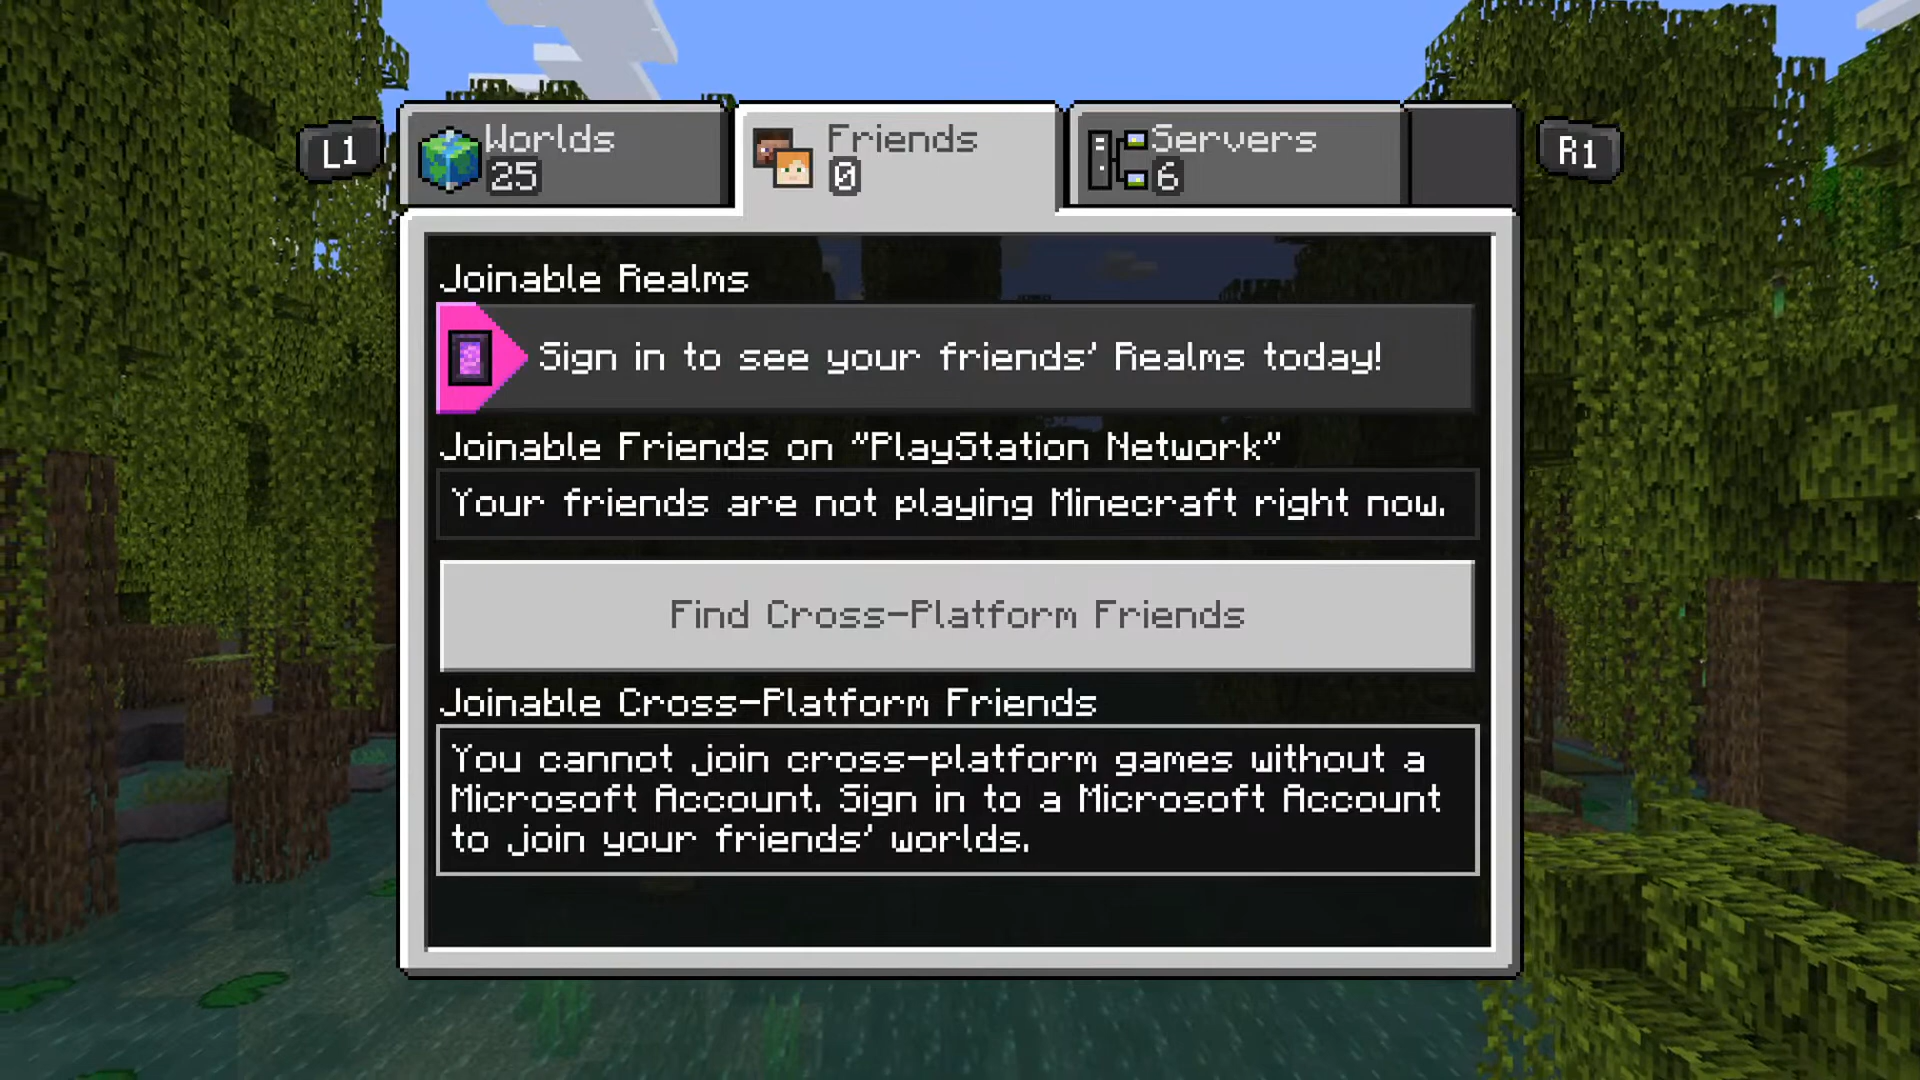 L1
Worlds
25
Friends
0
Servers
6
R1
Joinable Realms
Sign in to see your friends' Realms today!
Joinable Friends on "PlayStation Network"
Your friends are not playing Minecraft right now.
Find Cross-Platform Friends
Joinable Cross-Platform Friends
You cannot join cross-platform games without a
Microsoft Account. Sign in to a Microsoft Account
to join your friends' worlds.